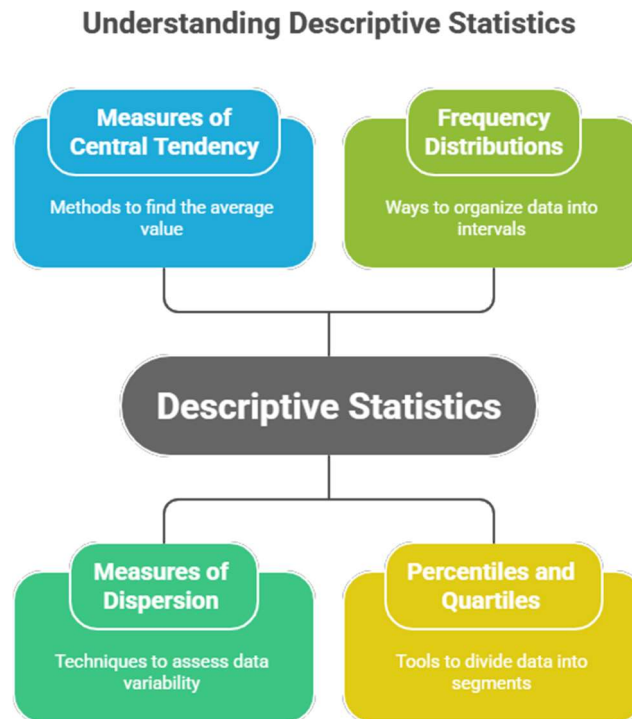 Understanding Descriptive Statistics
Measures of
Central Tendency
Methods to find the average
value
Frequency
Distributions
Ways to organize data into
intervals
Descriptive Statistics
Measures of
Dispersion
Techniques to assess data
variability
Percentiles and
Quartiles
Tools to divide data into
segments